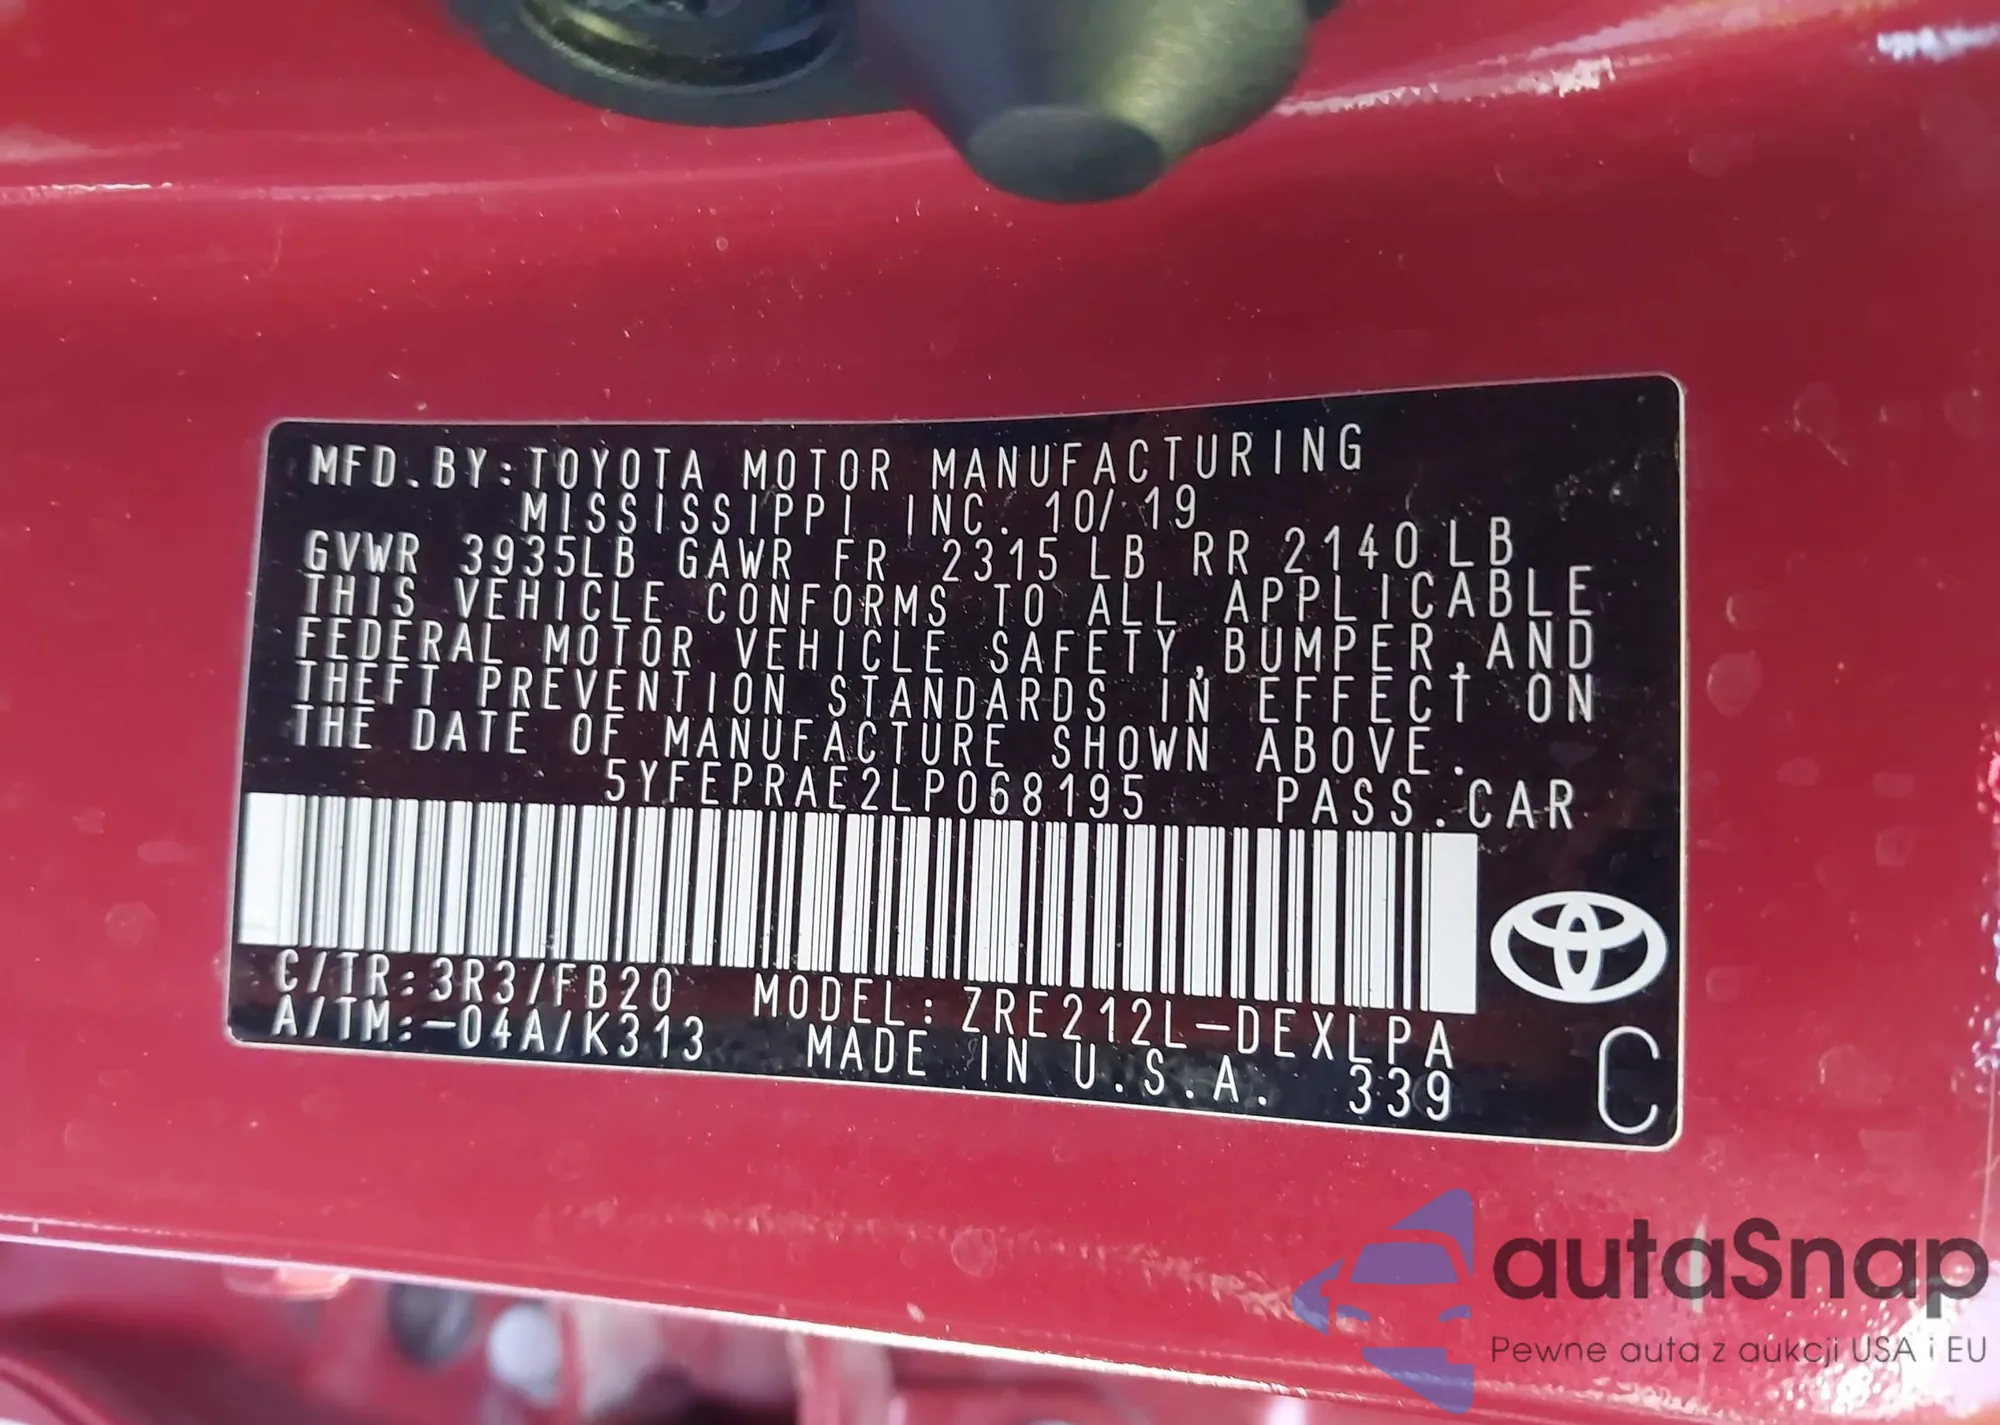 MFD.BY:TOYOTA MOTOR MANUFACTURING
MISSISSIPPI INC. 10/19
GVWR 3935LB GAWR FR 2315 LB RR 2140 LB
THIS VEHICLE CONFORMS TO ALL APPLICABLE
FEDERAL MOTOR VEHICLE SAFETY,BUMPER,AND
THEFT PREVENTION STANDARDS IN EFFECT ON
THE DATE OF MANUFACTURE SHOWN ABOVE.
5YFEPRAE2LP068195 PASS.CAR
C/TR:3R3/FB20 MODEL:ZRE212L-DEXLPA
A/TM:-04A/K313 MADE IN U.S.A. 339
C
autaSnap
Pewne auta z aukcji USA i EU